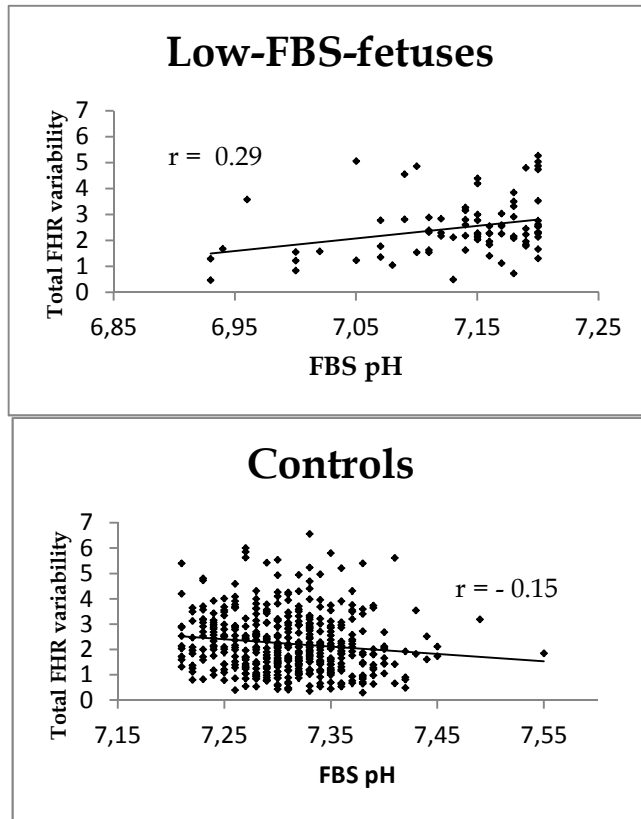 Low-FBS-fetuses
Total FHR variability
7
6
5
4
3
2
1
0
r = 0.29
6,85 6,95 7,05 7,15 7,25
FBS pH
Controls
Total FHR variability
7
6
5
4
3
2
1
0
r = - 0.15
7,15 7,25 7,35 7,45 7,55
FBS pH